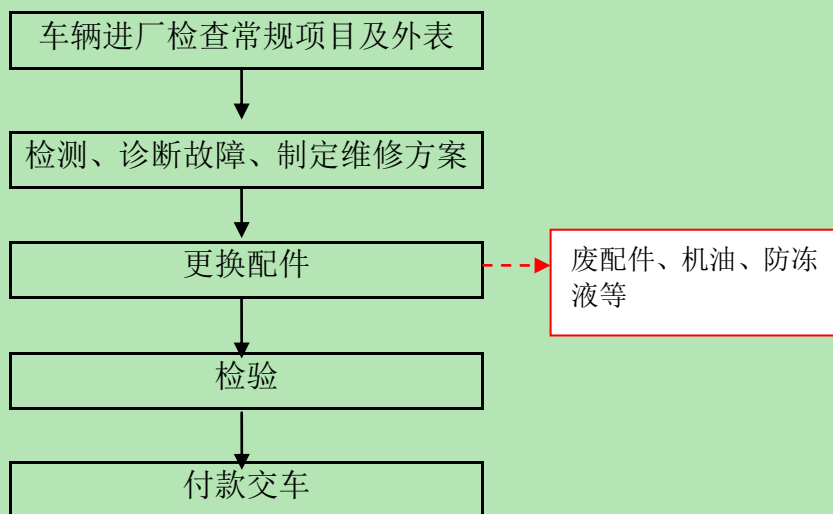 车辆进厂检查常规项目及外表
检测、诊断故障、制定维修方案
更换配件
废配件、机油、防冻
液等
检验
付款交车